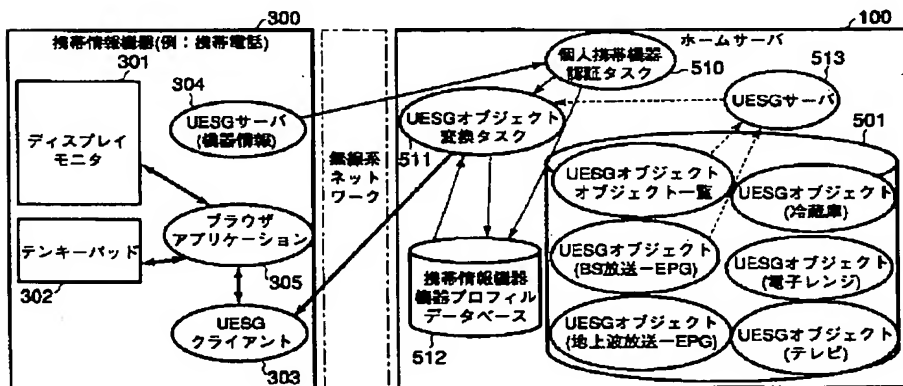 300
携帯情報機器(例:携帯電話)
301
ディスプレイ
モニタ
304
UESGサーバ
(機器情報)
ブラウザ
アプリケーション
305
テンキーパッド
302
UESG
クライアント
303
無線系
ネット
ワーク
100
ホームサーバ
個人携帯機器
認証タスク
510
513
UESGサーバ
UESGオブジェクト
変換タスク
511
501
UESGオブジェクト
オブジェクト一覧
UESGオブジェクト
(冷蔵庫)
UESGオブジェクト
(BS放送ーEPG)
UESGオブジェクト
(電子レンジ)
UESGオブジェクト
(地上波放送ーEPG)
UESGオブジェクト
(テレビ)
携帯情報機器
機器プロフィル
データベース
512